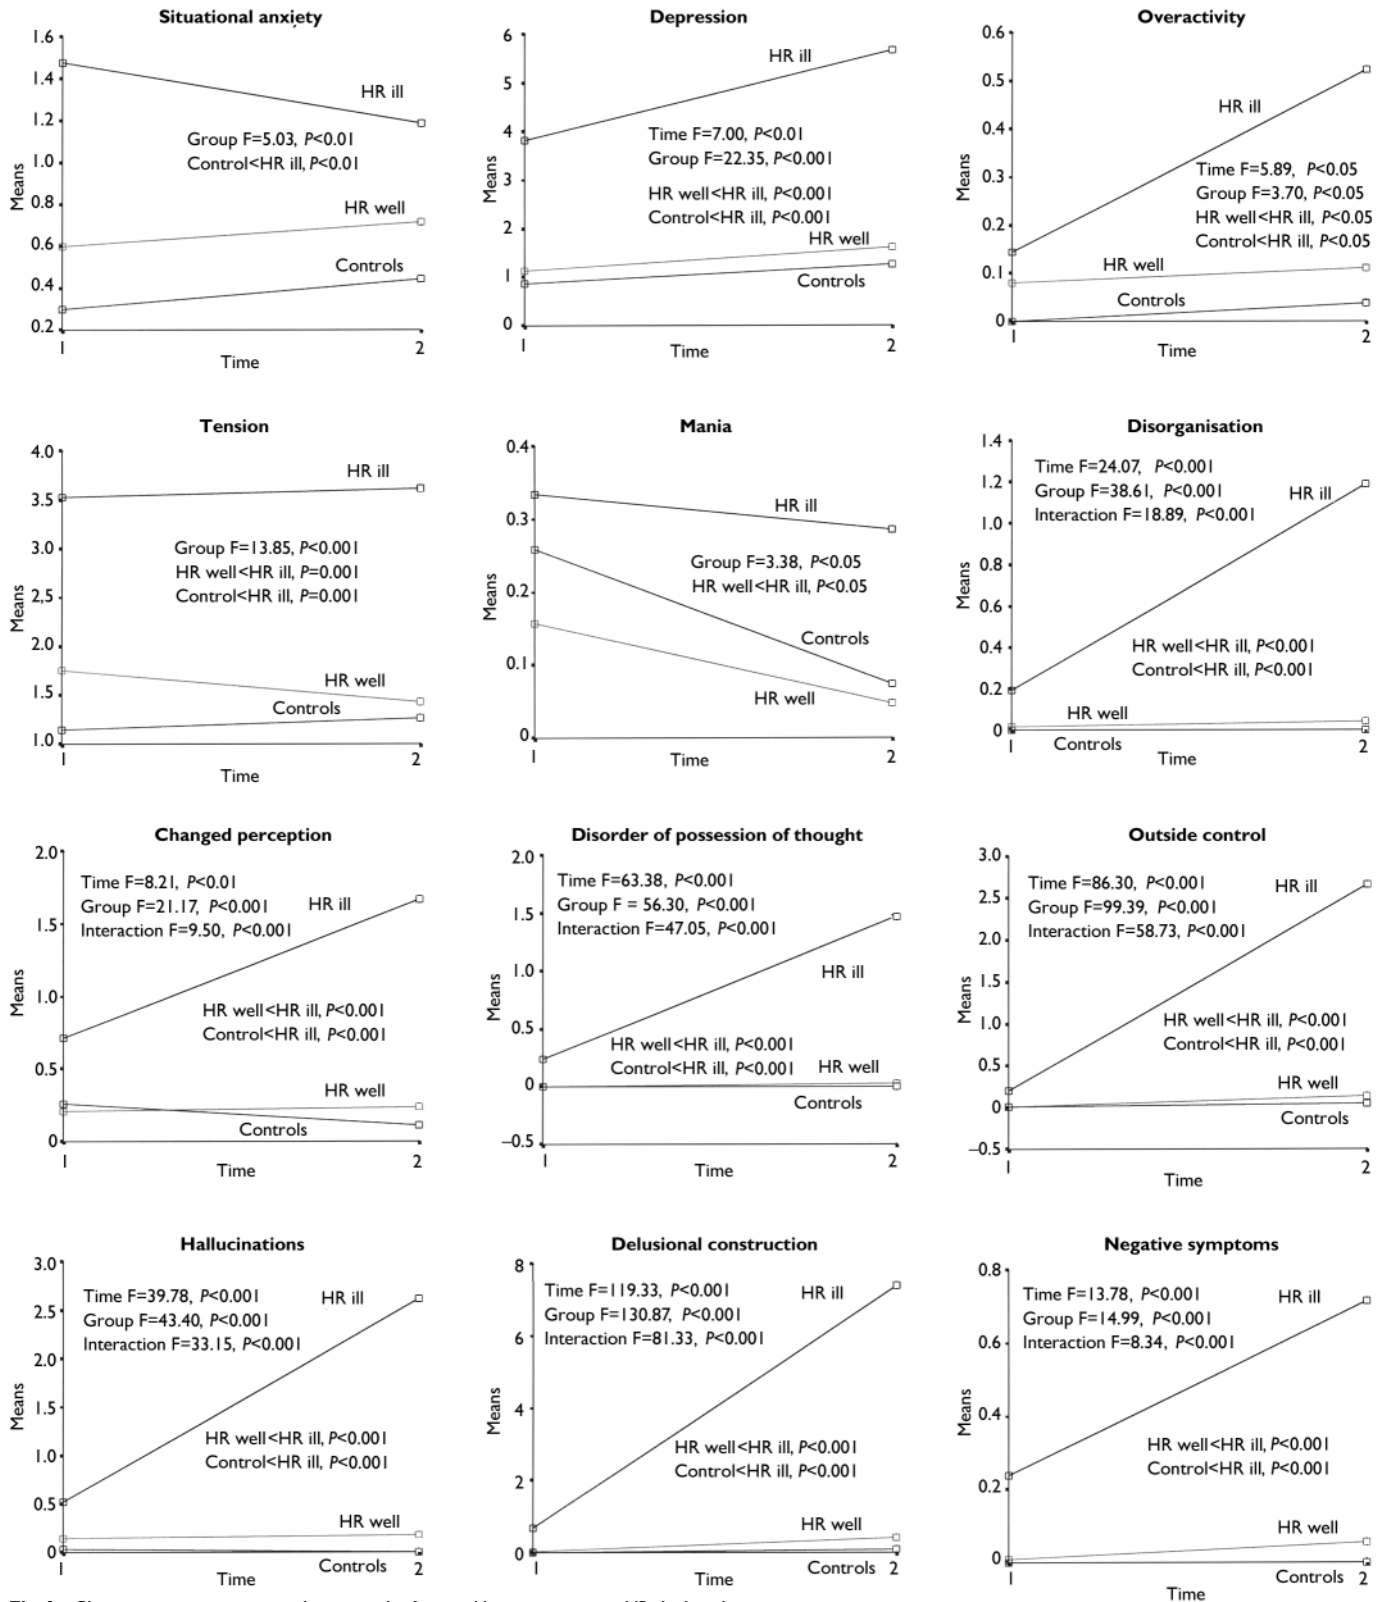 Situational anxiety
1.6
1.4
1.2
1.0
0.8
0.6
0.4
0.2
Means
HR ill
Group F=5.03, P<0.01
Control<HR ill, P<0.01
HR well
Controls
1
2
Time
Depression
6
5
4
3
2
1
0
Means
HR ill
Time F=7.00, P<0.01
Group F=22.35, P<0.001
HR well<HR ill, P<0.001
Control<HR ill, P<0.001
HR well
Controls
1
2
Time
Overactivity
0.6
0.5
0.4
0.3
0.2
0.1
0
Means
HR ill
Time F=5.89, P<0.05
Group F=3.70, P<0.05
HR well<HR ill, P<0.05
Control<HR ill, P<0.05
HR well
Controls
1
2
Time
Tension
4.0
3.5
3.0
2.5
2.0
1.5
1.0
Means
HR ill
Group F=13.85, P<0.001
HR well<HR ill, P=0.001
Control<HR ill, P=0.001
HR well
Controls
1
2
Time
Mania
0.4
0.3
0.2
0.1
0
Means
HR ill
Group F=3.38, P<0.05
HR well<HR ill, P<0.05
Controls
HR well
1
2
Time
Disorganisation
1.4
1.2
1.0
0.8
0.6
0.4
0.2
0
Means
Time F=24.07, P<0.001
Group F=38.61, P<0.001
Interaction F=18.89, P<0.001
HR ill
HR well<HR ill, P<0.001
Control<HR ill, P<0.001
HR well
Controls
1
2
Time
Changed perception
2.0
1.5
1.0
0.5
0
Means
Time F=8.21, P<0.01
Group F=21.17, P<0.001
Interaction F=9.50, P<0.001
HR ill
HR well<HR ill, P<0.001
Control<HR ill, P<0.001
HR well
Controls
1
2
Time
Disorder of possession of thought
2.0
1.5
1.0
0.5
0
−0.5
Means
Time F=63.38, P<0.001
Group F = 56.30, P<0.001
Interaction F=47.05, P<0.001
HR ill
HR well<HR ill, P<0.001
Control<HR ill, P<0.001
HR well
Controls
1
2
Time
Outside control
3.0
2.5
2.0
1.5
1.0
0.5
0
−0.5
Means
Time F=86.30, P<0.001
Group F=99.39, P<0.001
Interaction F=58.73, P<0.001
HR ill
HR well<HR ill, P<0.001
Control<HR ill, P<0.001
HR well
Controls
1
2
Time
Hallucinations
3.0
2.5
2.0
1.5
1.0
0.5
0
Means
Time F=39.78, P<0.001
Group F=43.40, P<0.001
Interaction F=33.15, P<0.001
HR ill
HR well<HR ill, P<0.001
Control<HR ill, P<0.001
HR well
Controls
1
2
Time
Delusional construction
8
6
4
2
0
Means
Time F=119.33, P<0.001
Group F=130.87, P<0.001
Interaction F=81.33, P<0.001
HR ill
HR well<HR ill, P<0.001
Control<HR ill, P<0.001
HR well
Controls
1
2
Time
Negative symptoms
0.8
0.6
0.4
0.2
0
Means
Time F=13.78, P<0.001
Group F=14.99, P<0.001
Interaction F=8.34, P<0.001
HR ill
HR well<HR ill, P<0.001
Control<HR ill, P<0.001
HR well
Controls
1
2
Time